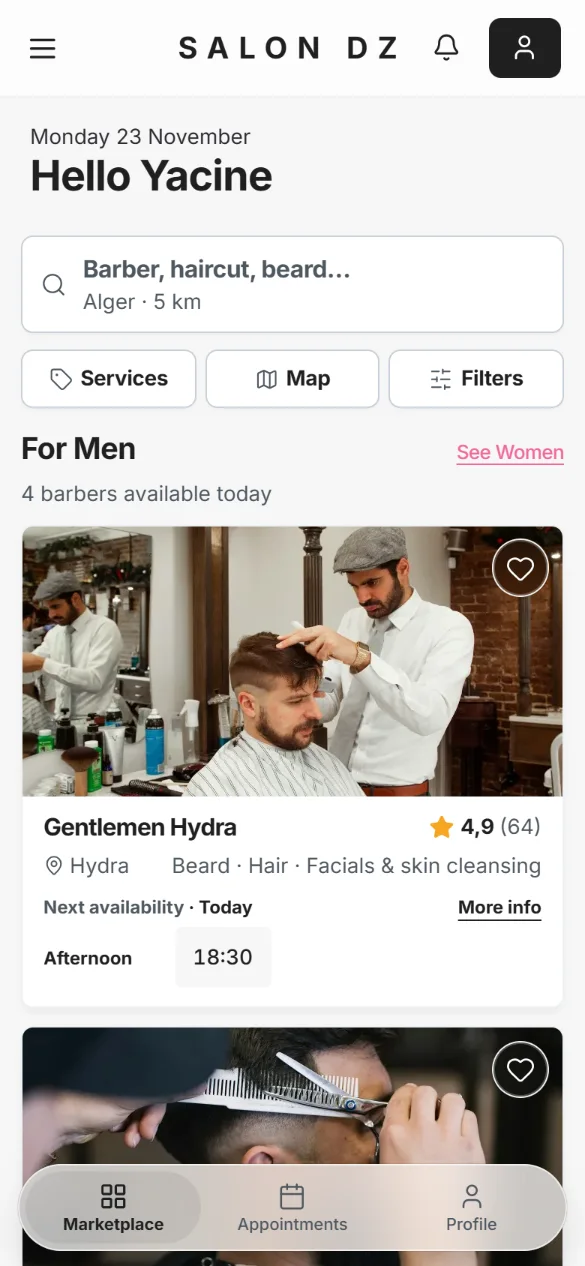 SALON DZ
Monday 23 November
Hello Yacine
Barber, haircut, beard...
Alger · 5 km
Services
Map
Filters
For Men
See Women
4 barbers available today
Gentlemen Hydra
4,9 (64)
Hydra
Beard · Hair · Facials & skin cleansing
Next availability · Today
More info
Afternoon
18:30
Marketplace
Appointments
Profile